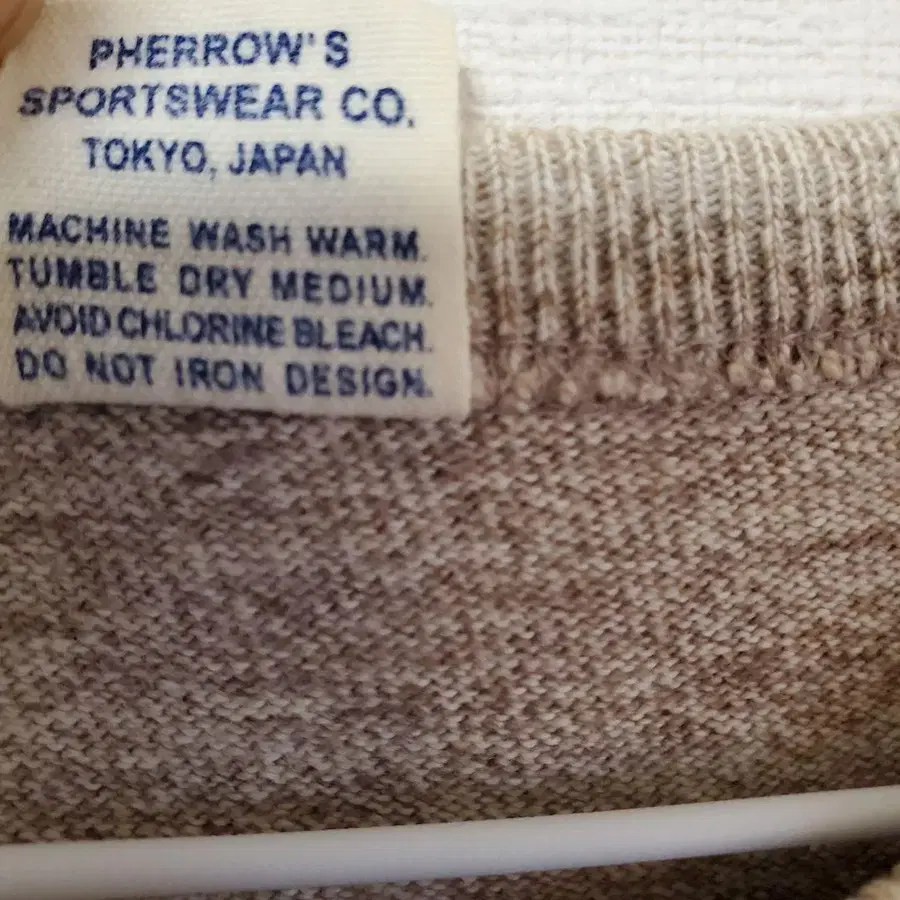 PHERROW'S
SPORTSWEAR CO.
TOKYO, JAPAN
MACHINE WASH WARM.
TUMBLE DRY MEDIUM.
AVOID CHLORINE BLEACH.
DO NOT IRON DESIGN.